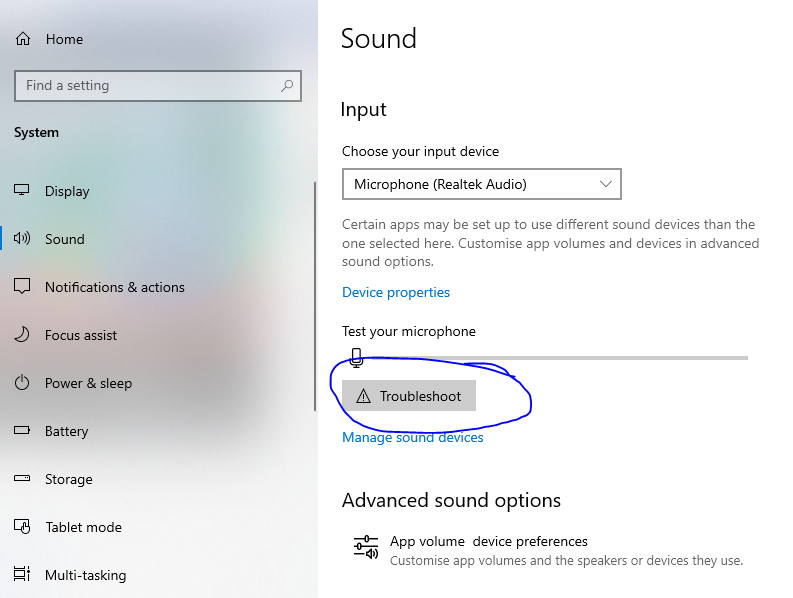 Home
Find a setting
System
Display
Sound
Notifications & actions
Focus assist
Power & sleep
Battery
Storage
Tablet mode
Multi-tasking
Sound
Input
Choose your input device
Microphone (Realtek Audio)
Certain apps may be set up to use different sound devices than the
one selected here. Customise app volumes and devices in advanced
sound options.
Device properties
Test your microphone
Troubleshoot
Manage sound devices
Advanced sound options
App volume  device preferences
Customise app volumes and the speakers or devices they use.